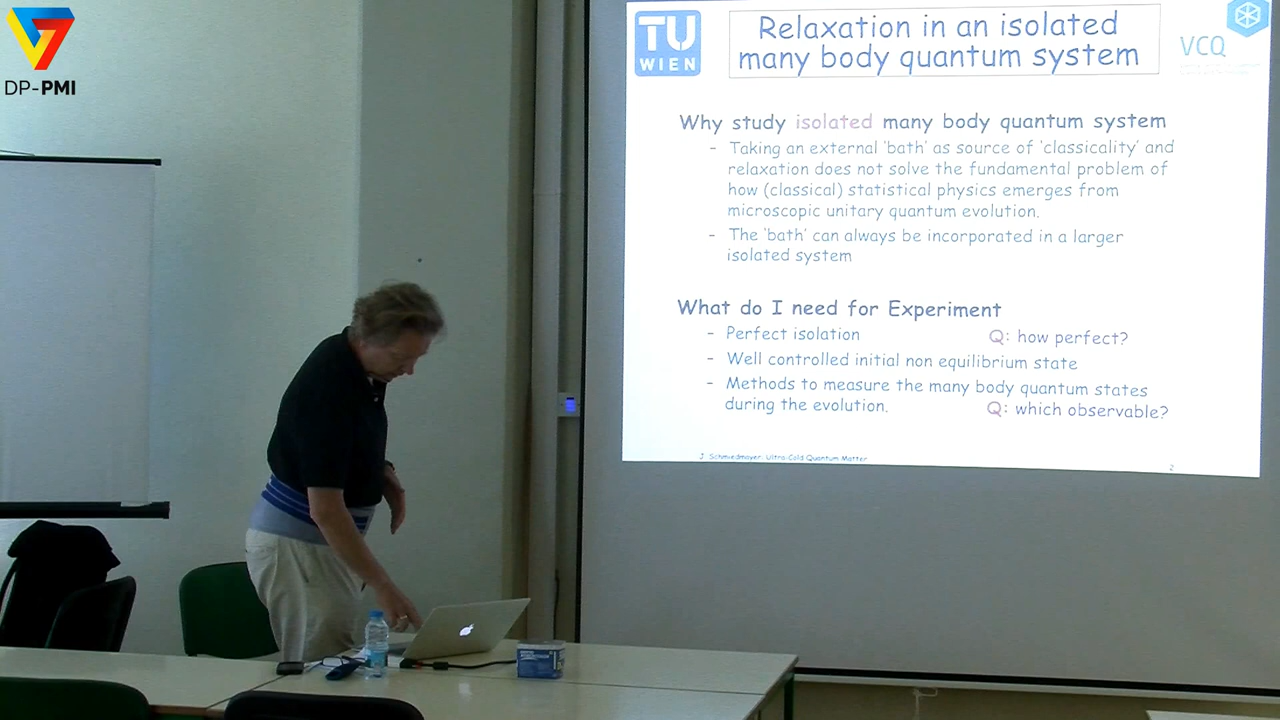 DP-PMI
TU
WIEN
Relaxation in an isolated
many body quantum system
VCQ
Why study isolated many body quantum system
- Taking an external 'bath' as source of 'classicality' and
relaxation does not solve the fundamental problem of
how (classical) statistical physics emerges from
microscopic unitary quantum evolution.
- The 'bath' can always be incorporated in a larger
isolated system
What do I need for Experiment
- Perfect isolation Q: how perfect?
- Well controlled initial non equilibrium state
- Methods to measure the many body quantum states
during the evolution. Q: which observable?
J. Schmiedmayer: Ultra-Cold Quantum Matter
2